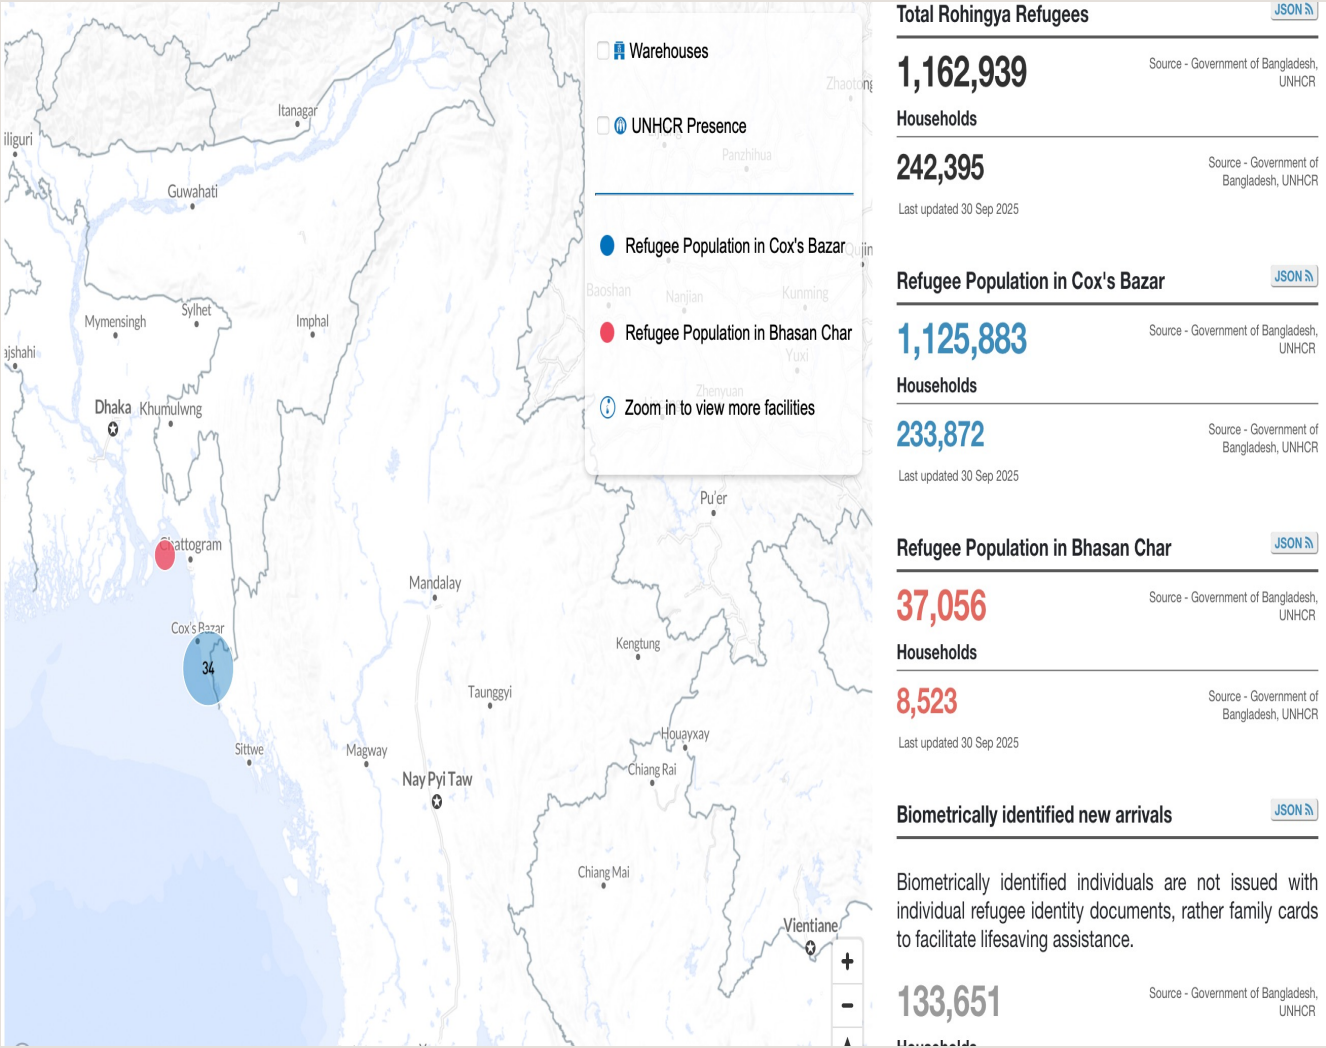 Warehouses
UNHCR Presence
Refugee Population in Cox's Bazar
Refugee Population in Bhasan Char
Zoom in to view more facilities
Zhaotong
Panzhihua
Qujin
Baoshan
Nanjian
Kunming
Yuxi
Zhenyuan
Itanagar
iliguri
Guwahati
Sylhet
Mymensingh
Imphal
ajshahi
Dhaka
Khumulwng
Pu'er
Chattogram
Mandalay
Cox's Bazar
34
Kengtung
Taunggyi
Houayxay
Sittwe
Magway
Chiang Rai
Nay Pyi Taw
Chiang Mai
Vientiane
+
-
Total Rohingya Refugees
JSON
1,162,939
Source - Government of Bangladesh,
UNHCR
Households
242,395
Source - Government of
Bangladesh, UNHCR
Last updated 30 Sep 2025
Refugee Population in Cox's Bazar
JSON
1,125,883
Source - Government of Bangladesh,
UNHCR
Households
233,872
Source - Government of
Bangladesh, UNHCR
Last updated 30 Sep 2025
Refugee Population in Bhasan Char
JSON
37,056
Source - Government of Bangladesh,
UNHCR
Households
8,523
Source - Government of
Bangladesh, UNHCR
Last updated 30 Sep 2025
Biometrically identified new arrivals
JSON
Biometrically identified individuals are not issued with
individual refugee identity documents, rather family cards
to facilitate lifesaving assistance.
133,651
Source - Government of Bangladesh,
UNHCR
Households